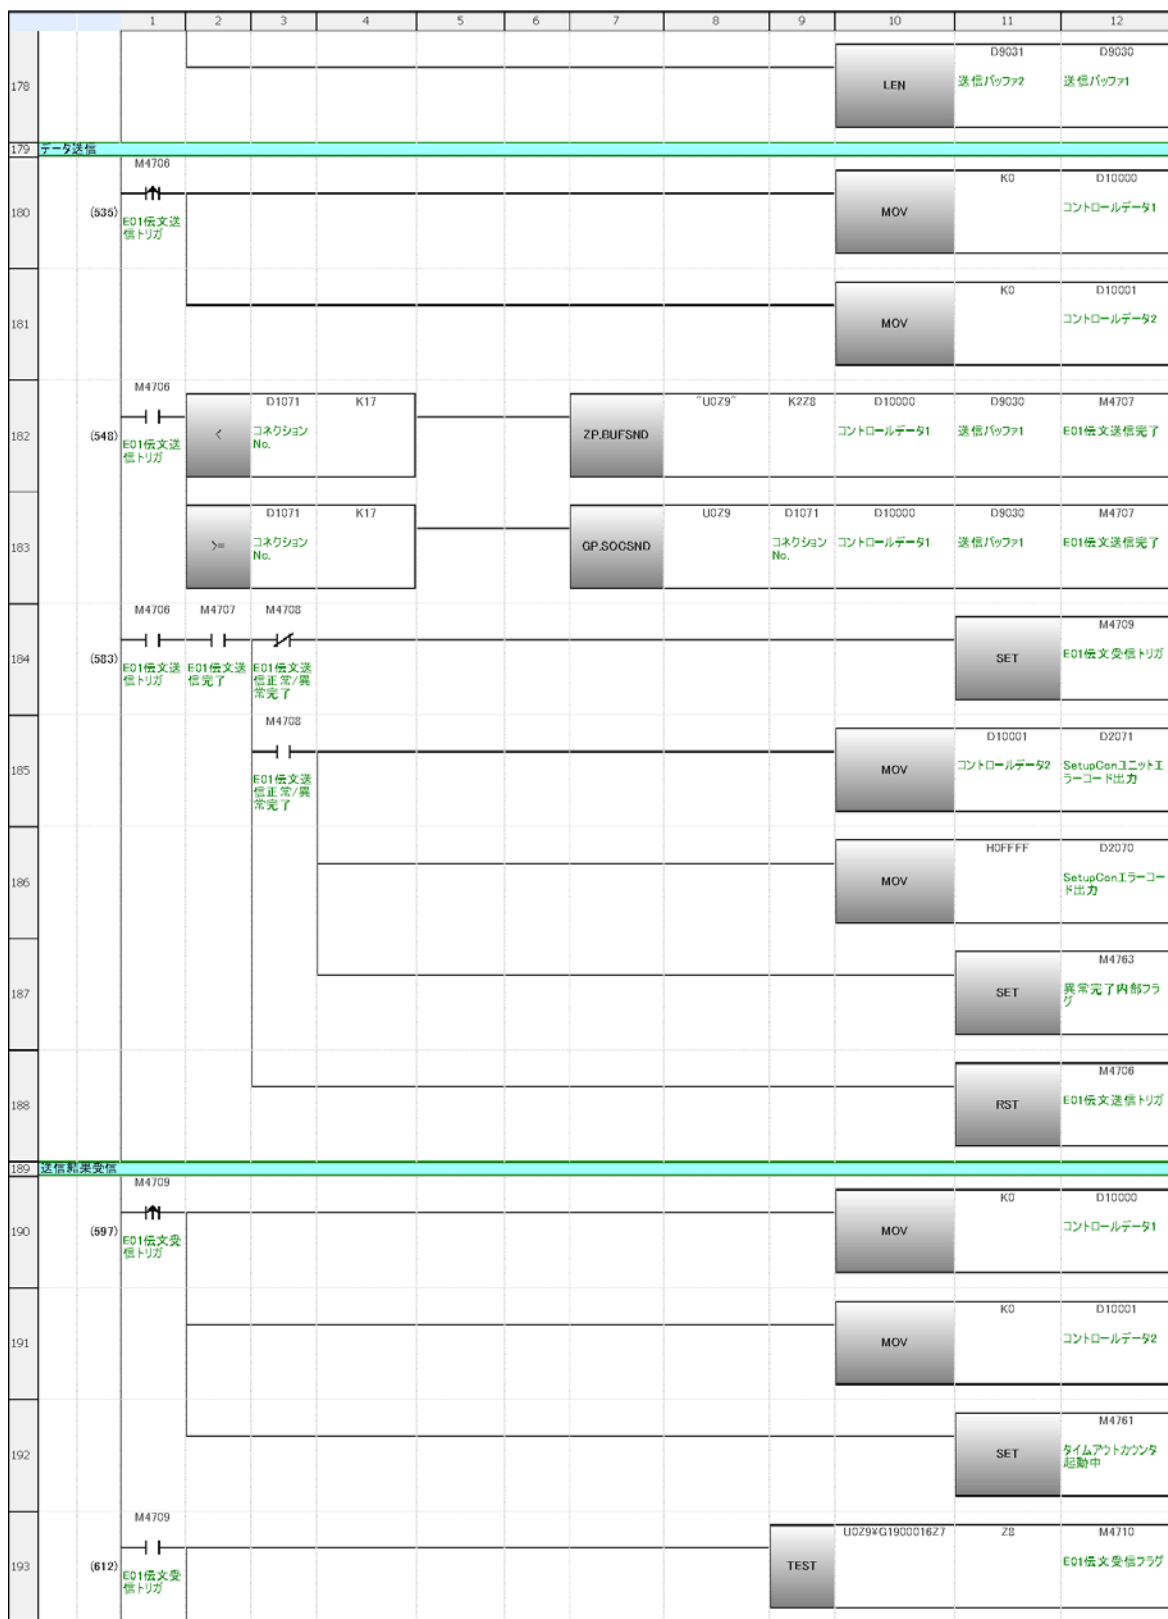 1 2 3 4 5 6 7 8 9 10 11 12
178 LEN D9031 D9030
送信バッファ2 送信バッファ1
179 データ送信
M4706 K0 D10000
180 (535) MOV コントロールデータ1
E01伝文送
信トリガ
K0 D10001
181 MOV コントロールデータ2
M4706 D1071 K17 "U0Z9" K2Z8 D10000 D9030 M4707
182 (548) < コネクション ZP.BUFSND コントロールデータ1 送信バッファ1 E01伝文送信完了
No.
E01伝文送
信トリガ
D1071 K17 U0Z9 D1071 D10000 D9030 M4707
183 >= コネクション GP.SOCSND コネクション コントロールデータ1 送信バッファ1 E01伝文送信完了
No. No.
M4706 M4707 M4708 M4709
184 (583) SET E01伝文受信トリガ
E01伝文送 E01伝文送 E01伝文送
信トリガ 信完了 信正常/異
常完了
M4708 D10001 D2071
185 MOV コントロールデータ2 SetupConユニットエ
ラーコード出力
E01伝文送
信正常/異
常完了
H0FFFF D2070
186 MOV SetupConエラーコー
ド出力
M4763
187 SET 異常完了内部フラ
グ
M4706
188 RST E01伝文送信トリガ
189 送信結果受信
M4709 K0 D10000
190 (597) MOV コントロールデータ1
E01伝文受
信トリガ
K0 D10001
191 MOV コントロールデータ2
M4761
192 SET タイムアウトカウンタ
起動中
M4709 U0Z9¥G1900016Z7 Z8 M4710
193 (612) TEST E01伝文受信フラグ
E01伝文受
信トリガ